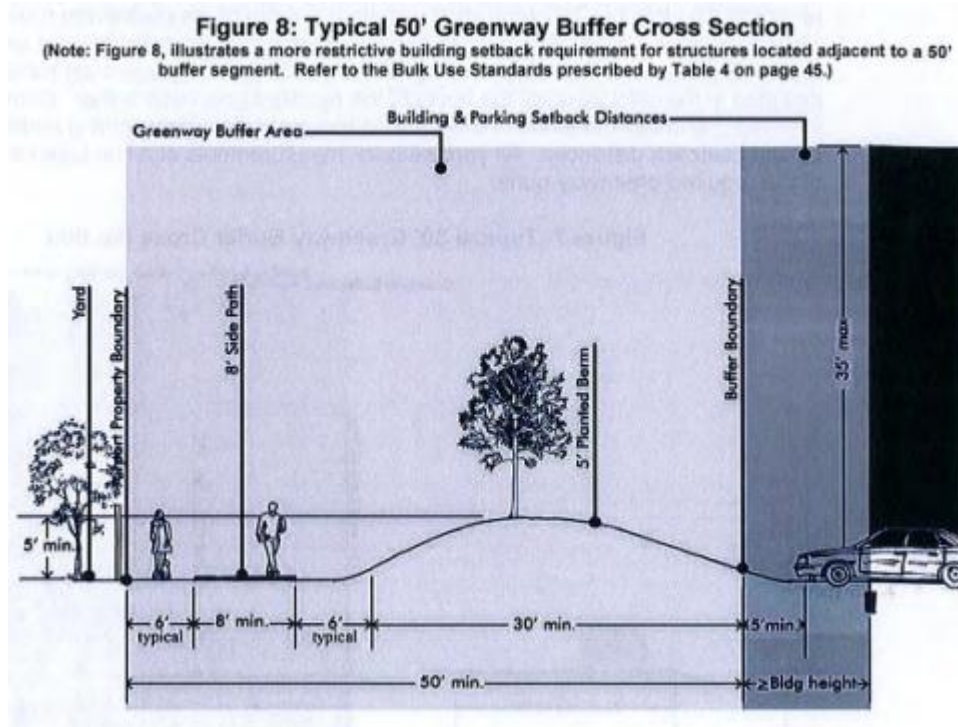 Figure 8: Typical 50' Greenway Buffer Cross Section
(Note: Figure 8, illustrates a more restrictive building setback requirement for structures located adjacent to a 50'
buffer segment. Refer to the Bulk Use Standards prescribed by Table 4 on page 45.)
Building & Parking Setback Distances
Greenway Buffer Area
Yard
Property Boundary
8' Side Path
5' Planted Berm
Buffer Boundary
35' max
5' min.
6'
typical
8' min.
6'
typical
30' min.
5' min.
50' min.
≥ Bldg height